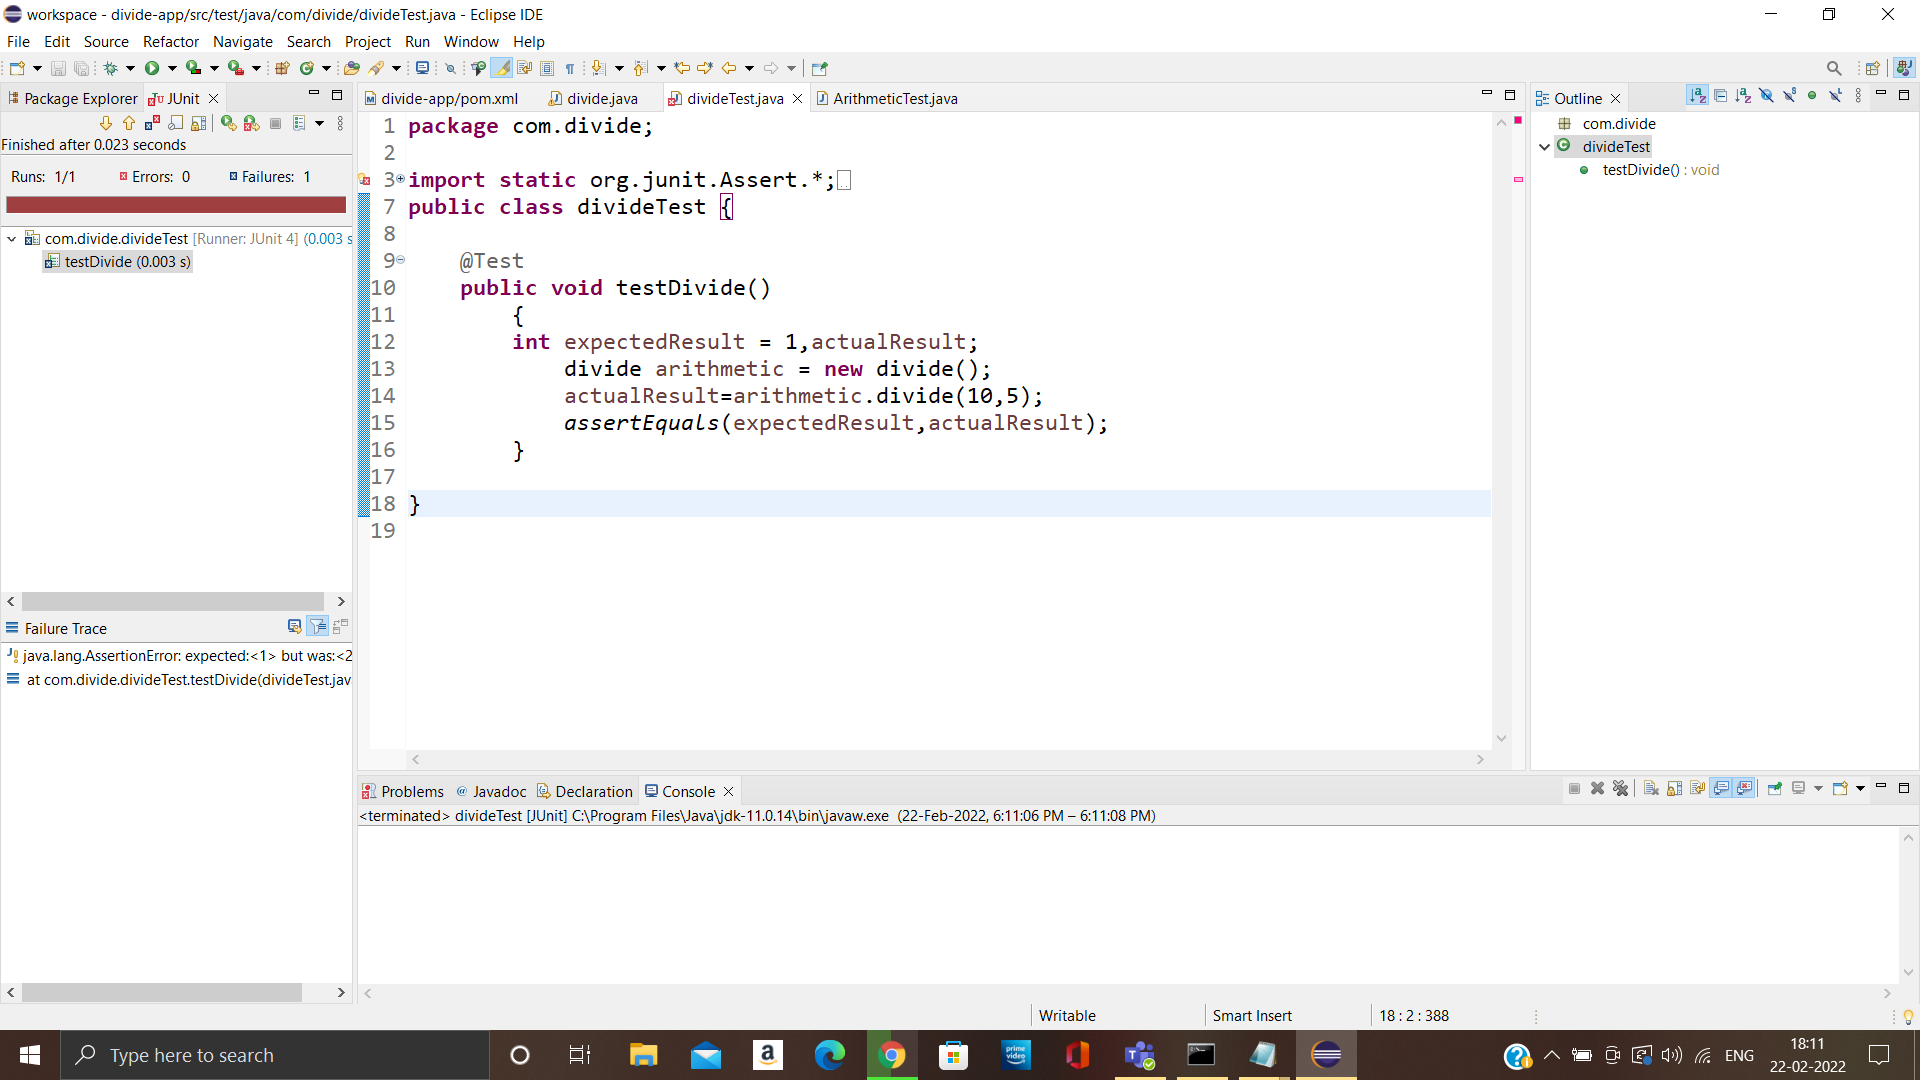 workspace - divide-app/src/test/java/com/divide/divideTest.java - Eclipse IDE
File Edit Source Refactor Navigate Search Project Run Window Help
Package Explorer JUnit
Finished after 0.023 seconds
Runs: 1/1 Errors: 0 Failures: 1
com.divide.divideTest [Runner: JUnit 4] (0.003 s
testDivide (0.003 s)
Failure Trace
java.lang.AssertionError: expected:<1> but was:<2
at com.divide.divideTest.testDivide(divideTest.jav
divide-app/pom.xml divide.java divideTest.java ArithmeticTest.java
1 package com.divide;
2
3 import static org.junit.Assert.*;
7 public class divideTest {
8
9 @Test
10 public void testDivide()
11 {
12 int expectedResult = 1,actualResult;
13 divide arithmetic = new divide();
14 actualResult=arithmetic.divide(10,5);
15 assertEquals(expectedResult,actualResult);
16 }
17
18 }
19
Outline
com.divide
divideTest
testDivide() : void
Problems Javadoc Declaration Console
<terminated> divideTest [JUnit] C:\Program Files\Java\jdk-11.0.14\bin\javaw.exe (22-Feb-2022, 6:11:06 PM – 6:11:08 PM)
Writable Smart Insert 18 : 2 : 388
Type here to search
prime video
ENG
18:11
22-02-2022